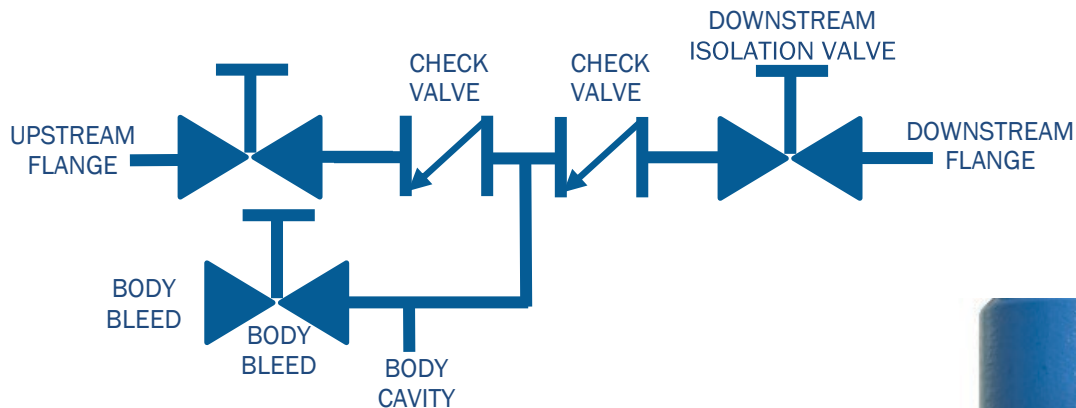 DOWNSTREAM
ISOLATION VALVE
CHECK
VALVE
CHECK
VALVE
UPSTREAM
FLANGE
DOWNSTREAM
FLANGE
BODY
BLEED
BODY
BLEED
BODY
CAVITY